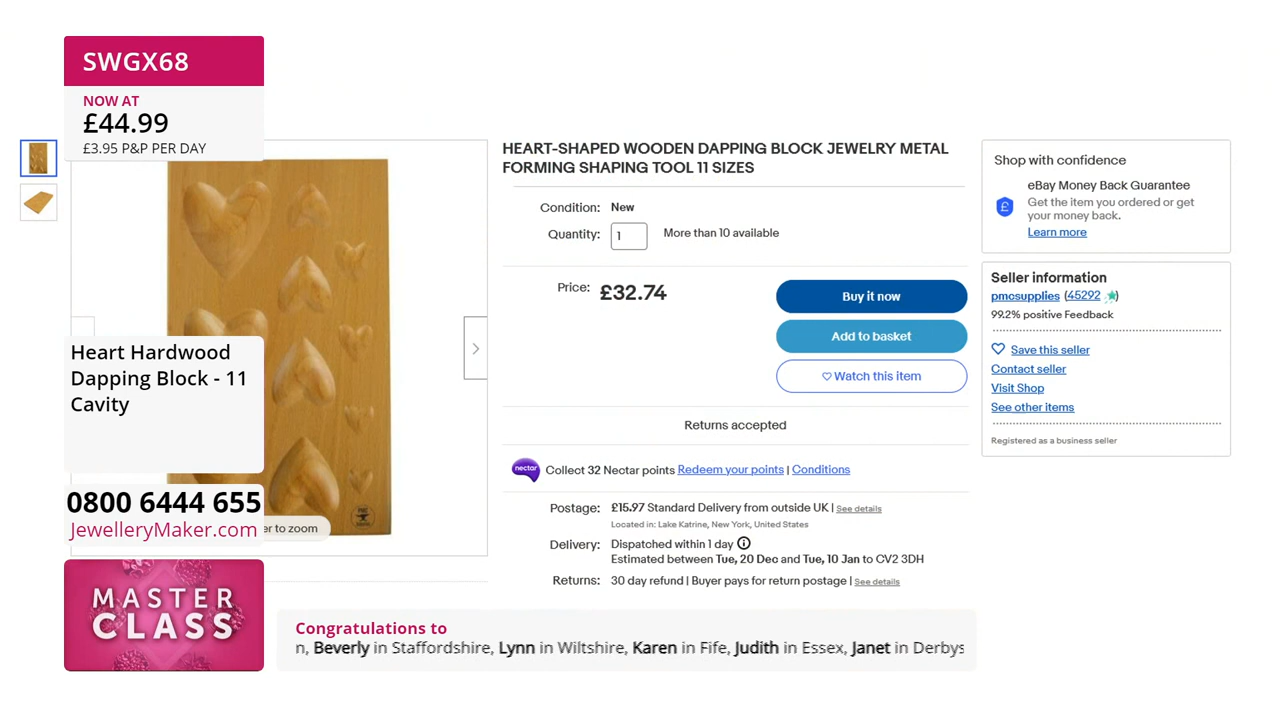 SWGX68
NOW AT
£44.99
£3.95 P&P PER DAY
Heart Hardwood
Dapping Block - 11
Cavity
0800 6444 655
JewelleryMaker.com
er to zoom
MASTER
CLASS
HEART-SHAPED WOODEN DAPPING BLOCK JEWELRY METAL
FORMING SHAPING TOOL 11 SIZES
Condition: New
Quantity: 1 More than 10 available
Price: £32.74
Buy it now
Add to basket
Watch this item
Returns accepted
nectar Collect 32 Nectar points Redeem your points | Conditions
Postage: £15.97 Standard Delivery from outside UK | See details
Located in: Lake Katrine, New York, United States
Delivery: Dispatched within 1 day
Estimated between Tue, 20 Dec and Tue, 10 Jan to CV2 3DH
Returns: 30 day refund | Buyer pays for return postage | See details
Shop with confidence
eBay Money Back Guarantee
Get the item you ordered or get
your money back.
Learn more
Seller information
pmcsupplies (45292)
99.2% positive Feedback
Save this seller
Contact seller
Visit Shop
See other items
Registered as a business seller
Congratulations to
n, Beverly in Staffordshire, Lynn in Wiltshire, Karen in Fife, Judith in Essex, Janet in Derbys